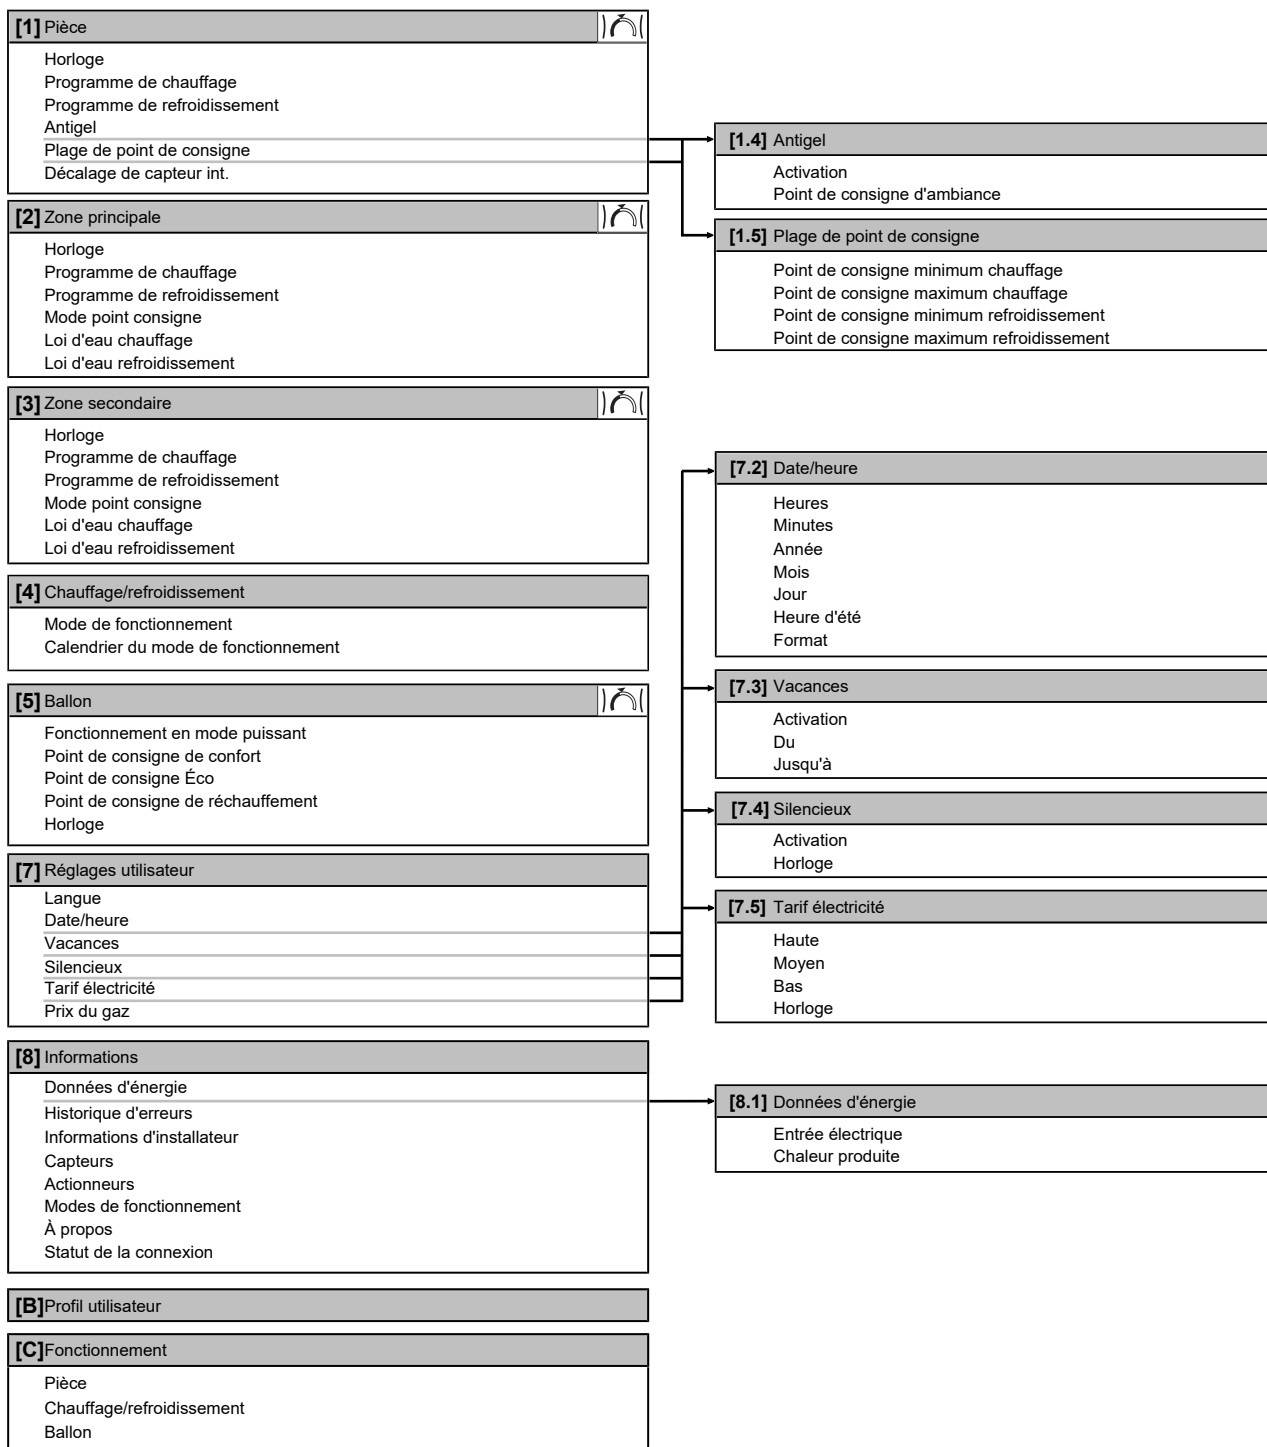 [1] Pièce
Horloge
Programme de chauffage
Programme de refroidissement
Antigel
Plage de point de consigne
Décalage de capteur int.
[1.4] Antigel
Activation
Point de consigne d'ambiance
[1.5] Plage de point de consigne
Point de consigne minimum chauffage
Point de consigne maximum chauffage
Point de consigne minimum refroidissement
Point de consigne maximum refroidissement
[2] Zone principale
Horloge
Programme de chauffage
Programme de refroidissement
Mode point consigne
Loi d'eau chauffage
Loi d'eau refroidissement
[3] Zone secondaire
Horloge
Programme de chauffage
Programme de refroidissement
Mode point consigne
Loi d'eau chauffage
Loi d'eau refroidissement
[4] Chauffage/refroidissement
Mode de fonctionnement
Calendrier du mode de fonctionnement
[5] Ballon
Fonctionnement en mode puissant
Point de consigne de confort
Point de consigne Éco
Point de consigne de réchauffement
Horloge
[7] Réglages utilisateur
Langue
Date/heure
Vacances
Silencieux
Tarif électricité
Prix du gaz
[7.2] Date/heure
Heures
Minutes
Année
Mois
Jour
Heure d'été
Format
[7.3] Vacances
Activation
Du
Jusqu'à
[7.4] Silencieux
Activation
Horloge
[7.5] Tarif électricité
Haute
Moyen
Bas
Horloge
[8] Informations
Données d'énergie
Historique d'erreurs
Informations d'installateur
Capteurs
Actionneurs
Modes de fonctionnement
À propos
Statut de la connexion
[8.1] Données d'énergie
Entrée électrique
Chaleur produite
[B] Profil utilisateur
[C] Fonctionnement
Pièce
Chauffage/refroidissement
Ballon